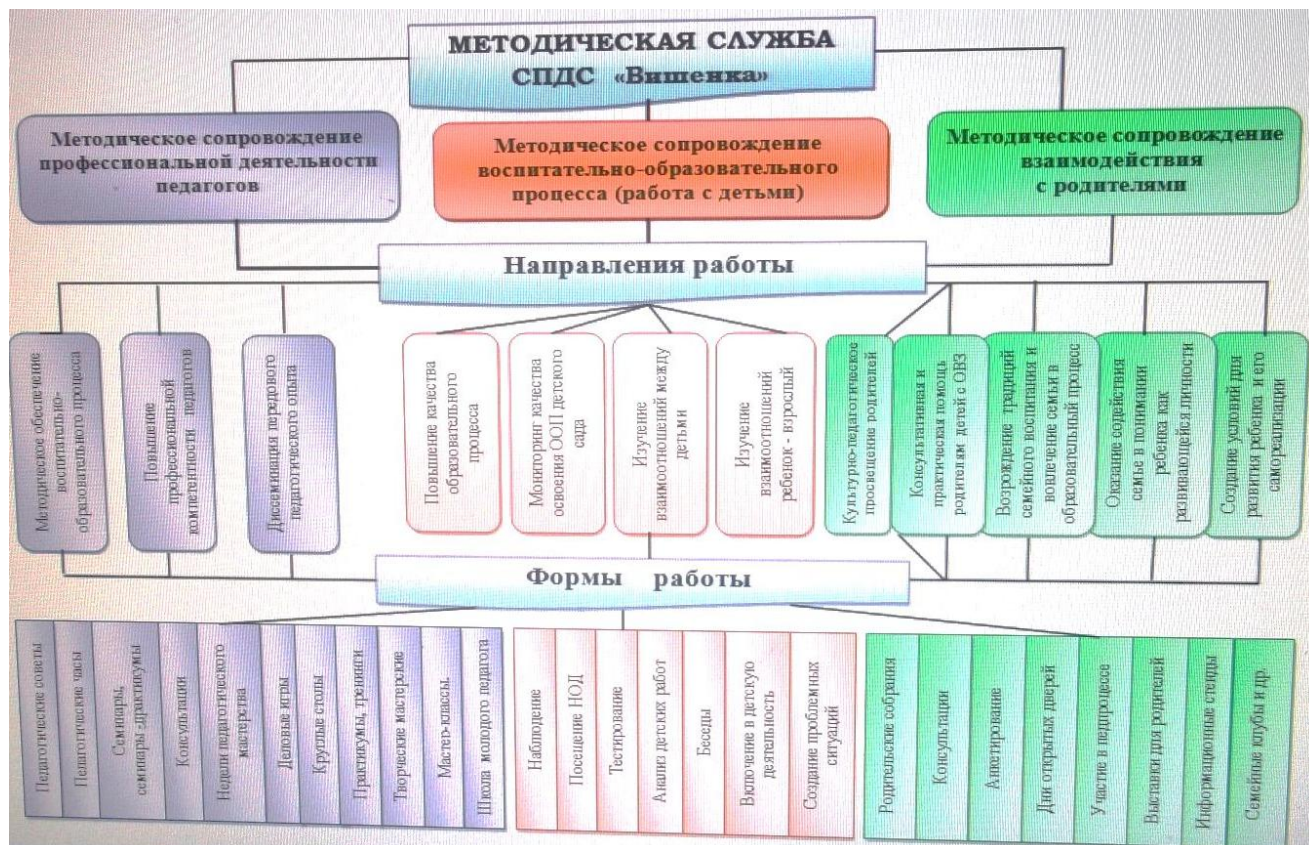 МЕТОДИЧЕСКАЯ СЛУЖБА
СПДС «Вишенка»
Методическое сопровождение
профессиональной деятельности
педагогов
Методическое сопровождение
воспитательно-образовательного
процесса (работа с детьми)
Методическое сопровождение
взаимодействия
с родителями
Направления работы
Методическое обеспечение
воспитательно-
образовательного процесса
Повышение
профессиональной
компетентности педагогов
Диссеминация передового
педагогического опыта
Повышение качества
образовательного
процесса
Мониторинг качества
освоения ООП детского
сада
Изучение
взаимоотношений между
детьми
Изучение
взаимоотношений
ребенок - взрослый
Культурно-педагогическое
просвещение родителей
Консультативная и
практическая помощь
родителям детей с ОВЗ
Возрождение традиций
семейного воспитания и
вовлечение семьи в
образовательный процесс
Оказание содействия
семье в понимании
ребенка как
развивающейся личности
Создание условий для
развития ребенка и его
самореализации
Формы работы
Педагогические советы
Педагогические часы
Семинары,
семинары -практикумы
Консультации
Недели педагогического
мастерства
Деловые игры
Круглые столы
Практикумы, тренинги
Творческие мастерские
Мастер-классы.
Школа молодого педагога
Наблюдение
Посещение НОД
Тестирование
Анализ детских работ
Беседы
Включение в детскую
деятельность
Создание проблемных
ситуаций
Родительские собрания
Консультации
Анкетирование
Дни открытых дверей
Участие в педпроцессе
Выставки для родителей
Информационные стенды
Семейные клубы и др.